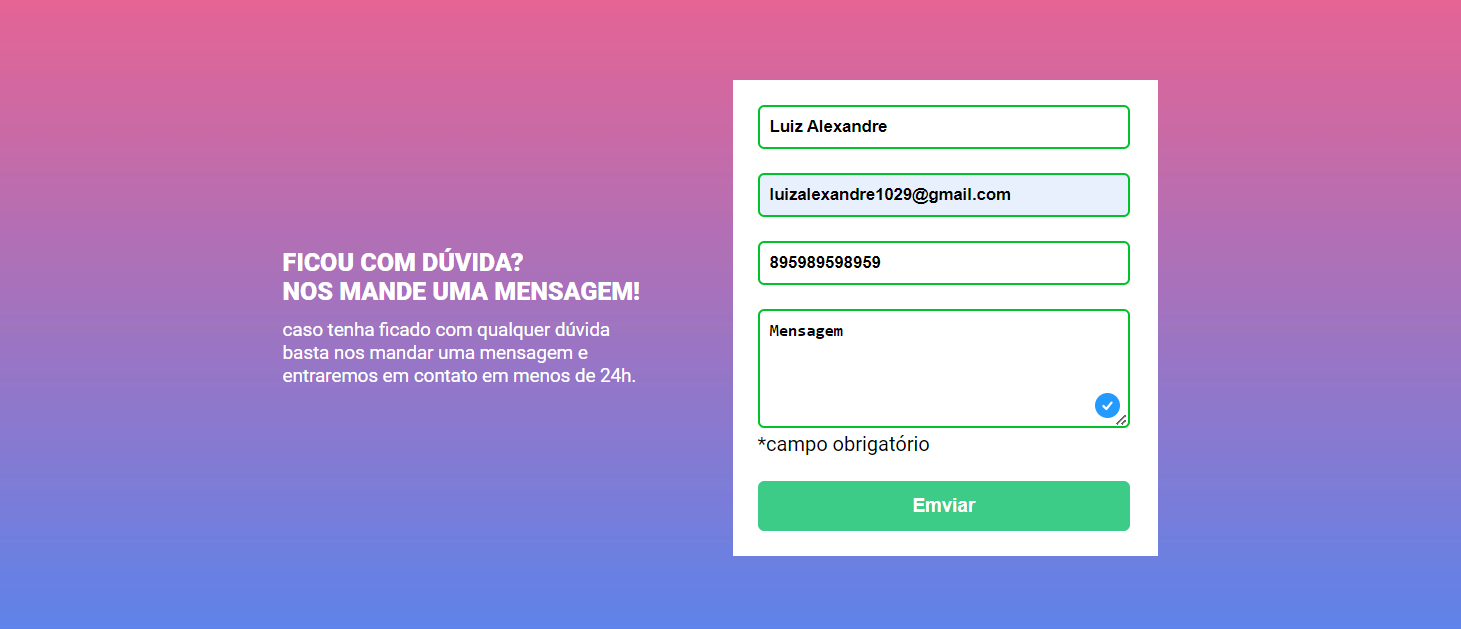 FICOU COM DÚVIDA?
NOS MANDE UMA MENSAGEM!
caso tenha ficado com qualquer dúvida
basta nos mandar uma mensagem e
entraremos em contato em menos de 24h.
Luiz Alexandre
luizalexandre1029@gmail.com
895989598959
Mensagem
*campo obrigatório
Emviar